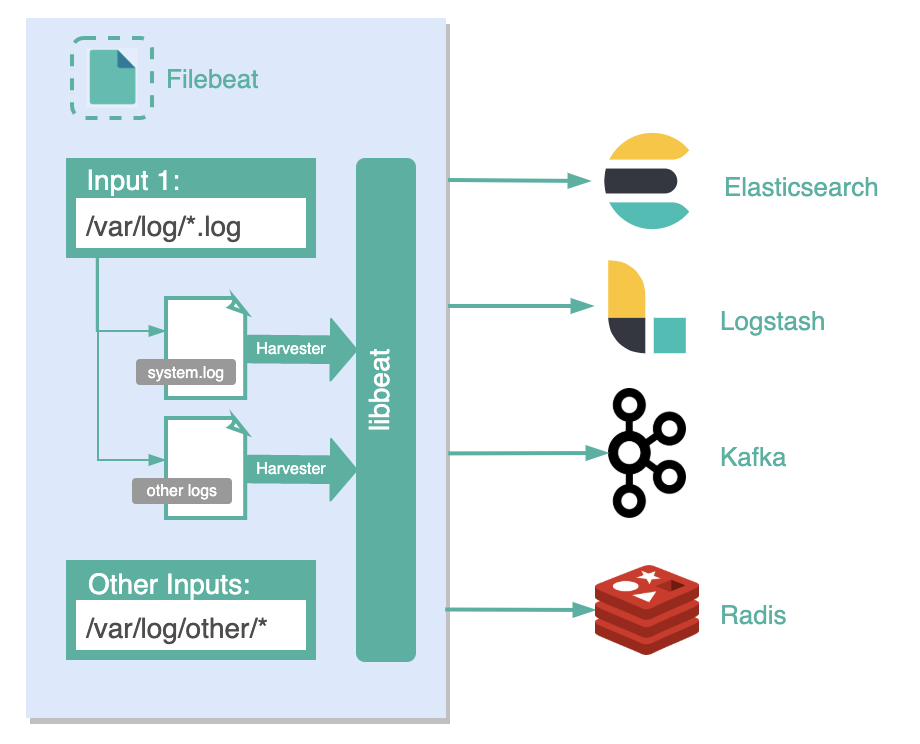 Filebeat
Input 1:
/var/log/*.log
system.log
Harvester
other logs
Harvester
libbeat
Other Inputs:
/var/log/other/*
Elasticsearch
Logstash
Kafka
Radis